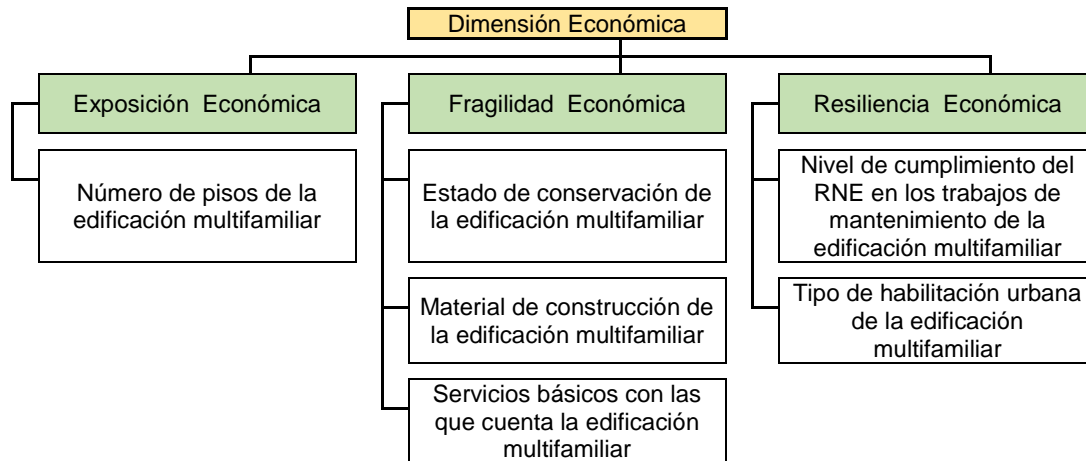 Dimensión Económica
Exposición Económica
Número de pisos de la
edificación multifamiliar
Fragilidad Económica
Estado de conservación de
la edificación multifamiliar
Material de construcción de
la edificación multifamiliar
Servicios básicos con las
que cuenta la edificación
multifamiliar
Resiliencia Económica
Nivel de cumplimiento del
RNE en los trabajos de
mantenimiento de la
edificación multifamiliar
Tipo de habilitación urbana
de la edificación
multifamiliar